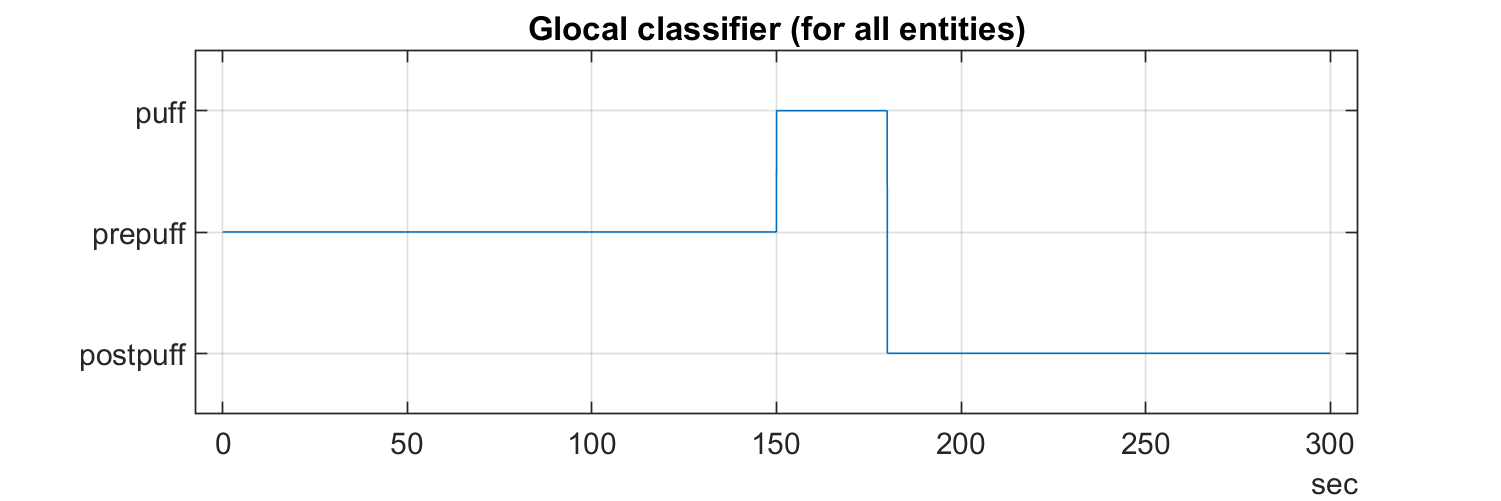 Glocal classifier (for all entities)
puff
prepuff
postpuff
0 50 100 150 200 250 300
sec